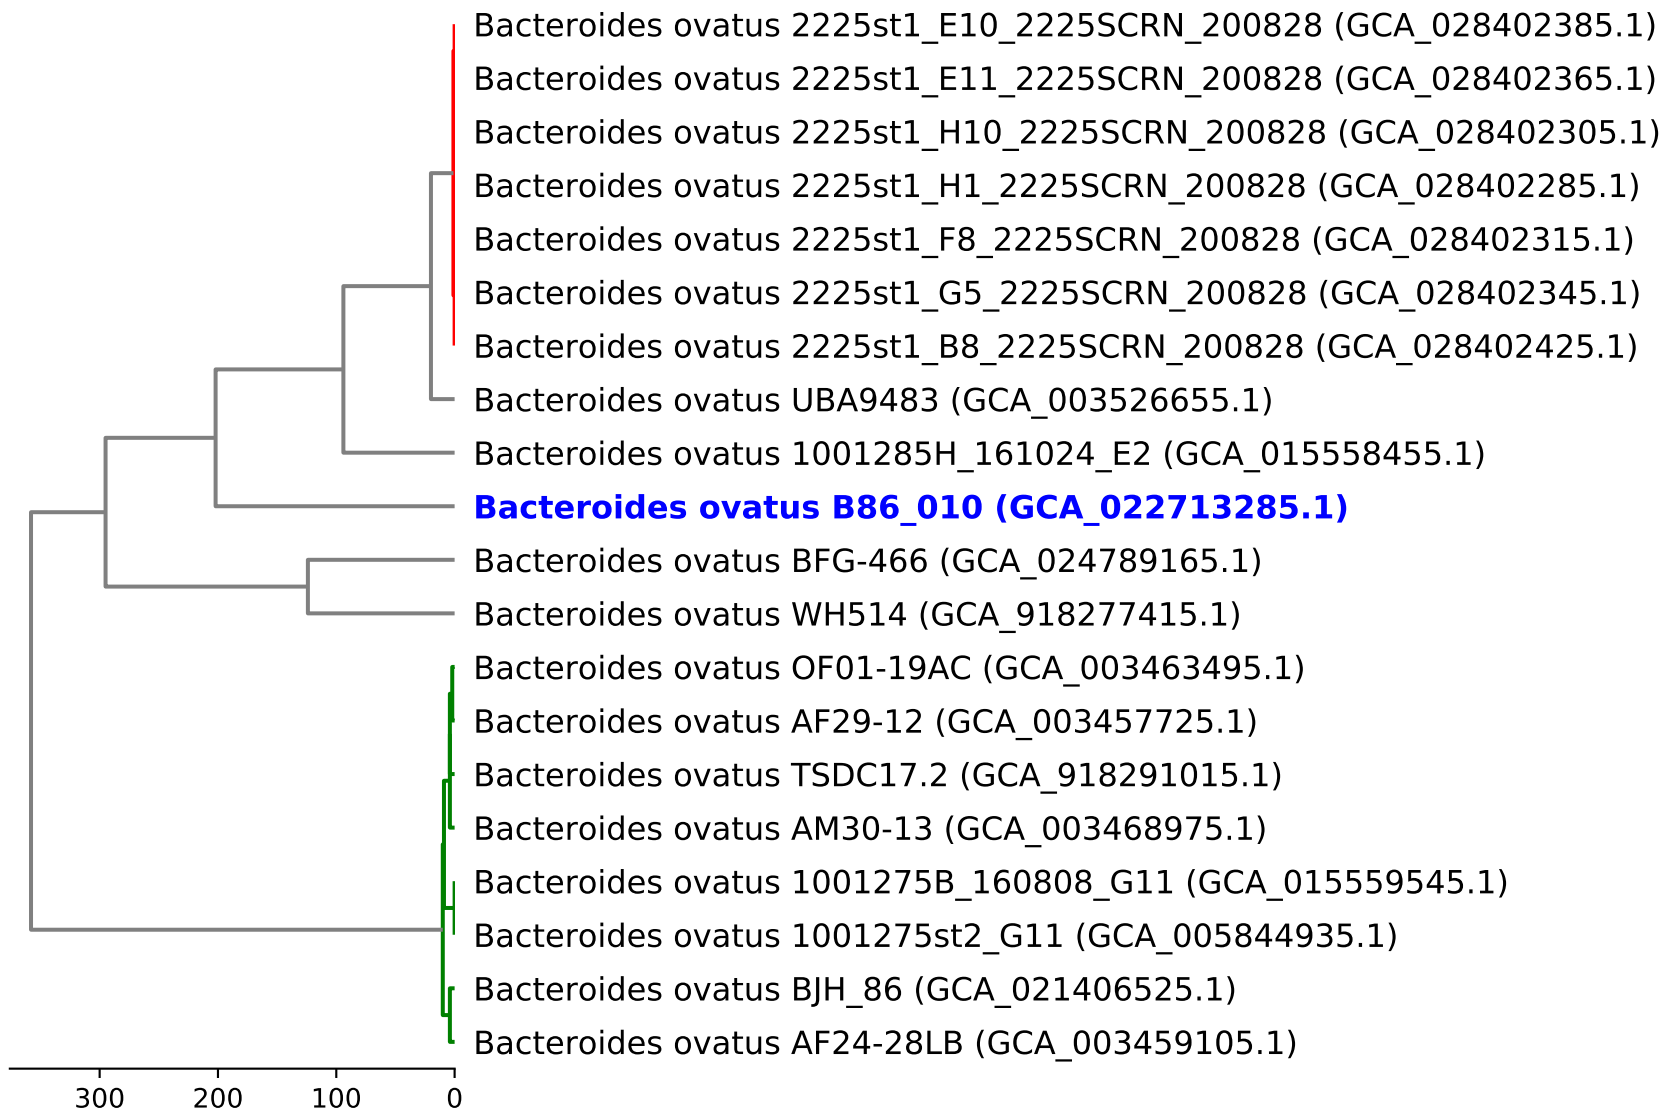 Bacteroides ovatus 2225st1_E10_2225SCRN_200828 (GCA_028402385.1)
Bacteroides ovatus 2225st1_E11_2225SCRN_200828 (GCA_028402365.1)
Bacteroides ovatus 2225st1_H10_2225SCRN_200828 (GCA_028402305.1)
Bacteroides ovatus 2225st1_H1_2225SCRN_200828 (GCA_028402285.1)
Bacteroides ovatus 2225st1_F8_2225SCRN_200828 (GCA_028402315.1)
Bacteroides ovatus 2225st1_G5_2225SCRN_200828 (GCA_028402345.1)
Bacteroides ovatus 2225st1_B8_2225SCRN_200828 (GCA_028402425.1)
Bacteroides ovatus UBA9483 (GCA_003526655.1)
Bacteroides ovatus 1001285H_161024_E2 (GCA_015558455.1)
Bacteroides ovatus B86_010 (GCA_022713285.1)
Bacteroides ovatus BFG-466 (GCA_024789165.1)
Bacteroides ovatus WH514 (GCA_918277415.1)
Bacteroides ovatus OF01-19AC (GCA_003463495.1)
Bacteroides ovatus AF29-12 (GCA_003457725.1)
Bacteroides ovatus TSDC17.2 (GCA_918291015.1)
Bacteroides ovatus AM30-13 (GCA_003468975.1)
Bacteroides ovatus 1001275B_160808_G11 (GCA_015559545.1)
Bacteroides ovatus 1001275st2_G11 (GCA_005844935.1)
Bacteroides ovatus BJH_86 (GCA_021406525.1)
Bacteroides ovatus AF24-28LB (GCA_003459105.1)
300 200 100 0